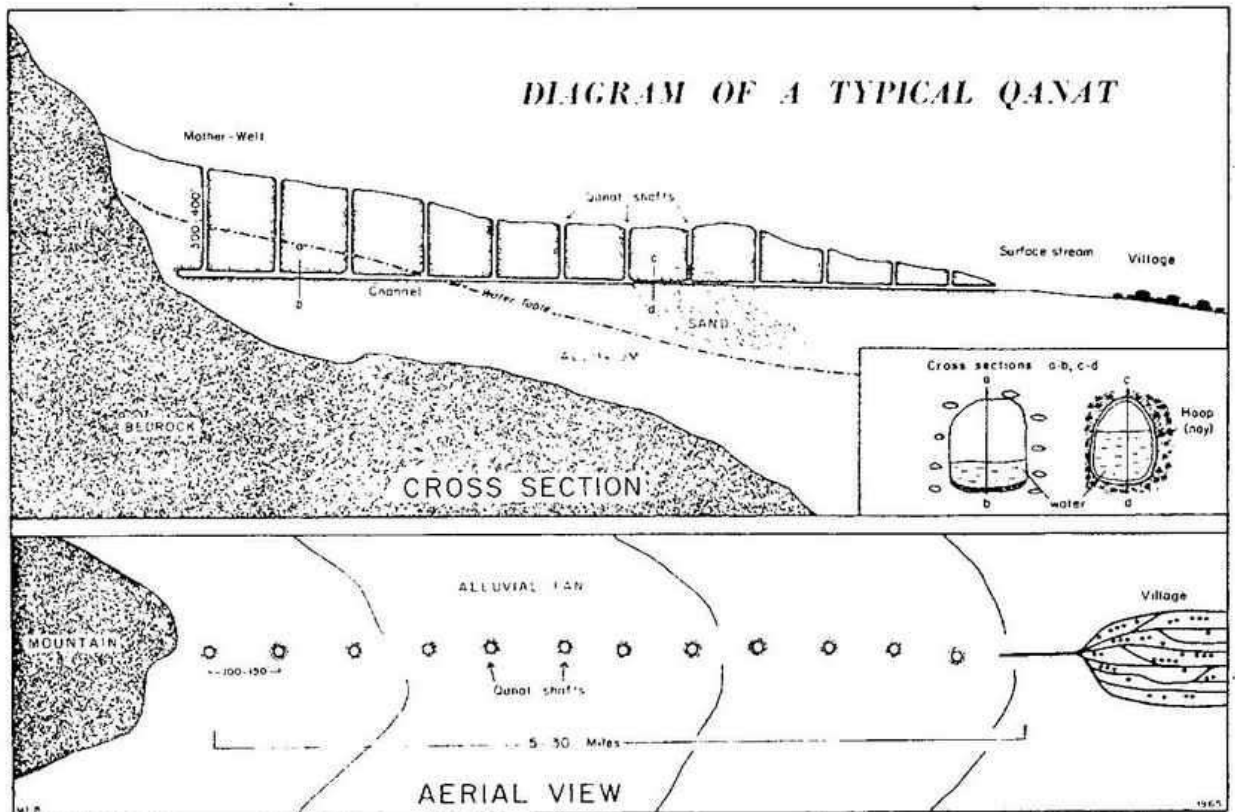 DIAGRAM OF A TYPICAL QANAT
Mother-Well
300-400'
Qanat shafts
Surface stream
Village
a
b
c
d
Channel
Water Table
SAND
ALLUVIUM
BEDROCK
CROSS SECTION
Cross sections a-b, c-d
a
c
Hoop
(nay)
water
b
d
ALLUVIAL FAN
Village
MOUNTAIN
100-150
Qanat shafts
5-30 Miles
AERIAL VIEW
1965